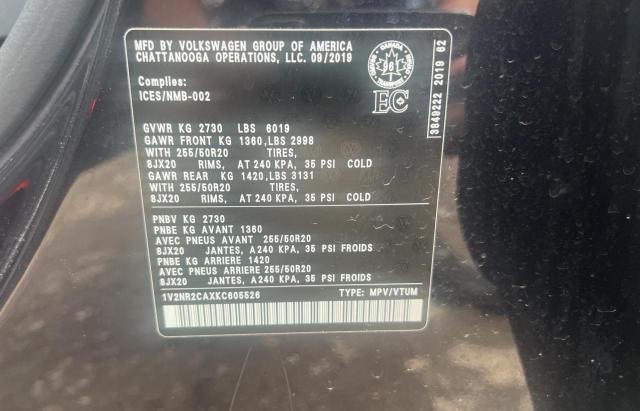 MFD BY VOLKSWAGEN GROUP OF AMERICA
CHATTANOOGA OPERATIONS, LLC. 09/2019
Complies:
ICES/NMB-002
CANADA
EC
3849222 2019 62
GVWR KG 2730 LBS 6019
GAWR FRONT KG 1360, LBS 2998
WITH 255/50R20 TIRES,
8JX20 RIMS, AT 240 KPA, 35 PSI COLD
GAWR REAR KG 1420, LBS 3131
WITH 255/50R20 TIRES,
8JX20 RIMS, AT 240 KPA, 35 PSI COLD
PNBV KG 2730
PNBE KG AVANT 1360
AVEC PNEUS AVANT 255/50R20
8JX20 JANTES, A 240 KPA, 35 PSI FROIDS
PNBE KG ARRIERE 1420
AVEC PNEUS ARRIERE 255/50R20
8JX20 JANTES, A 240 KPA, 35 PSI FROIDS
1V2NR2CAXKC605526 TYPE: MPV/VTUM